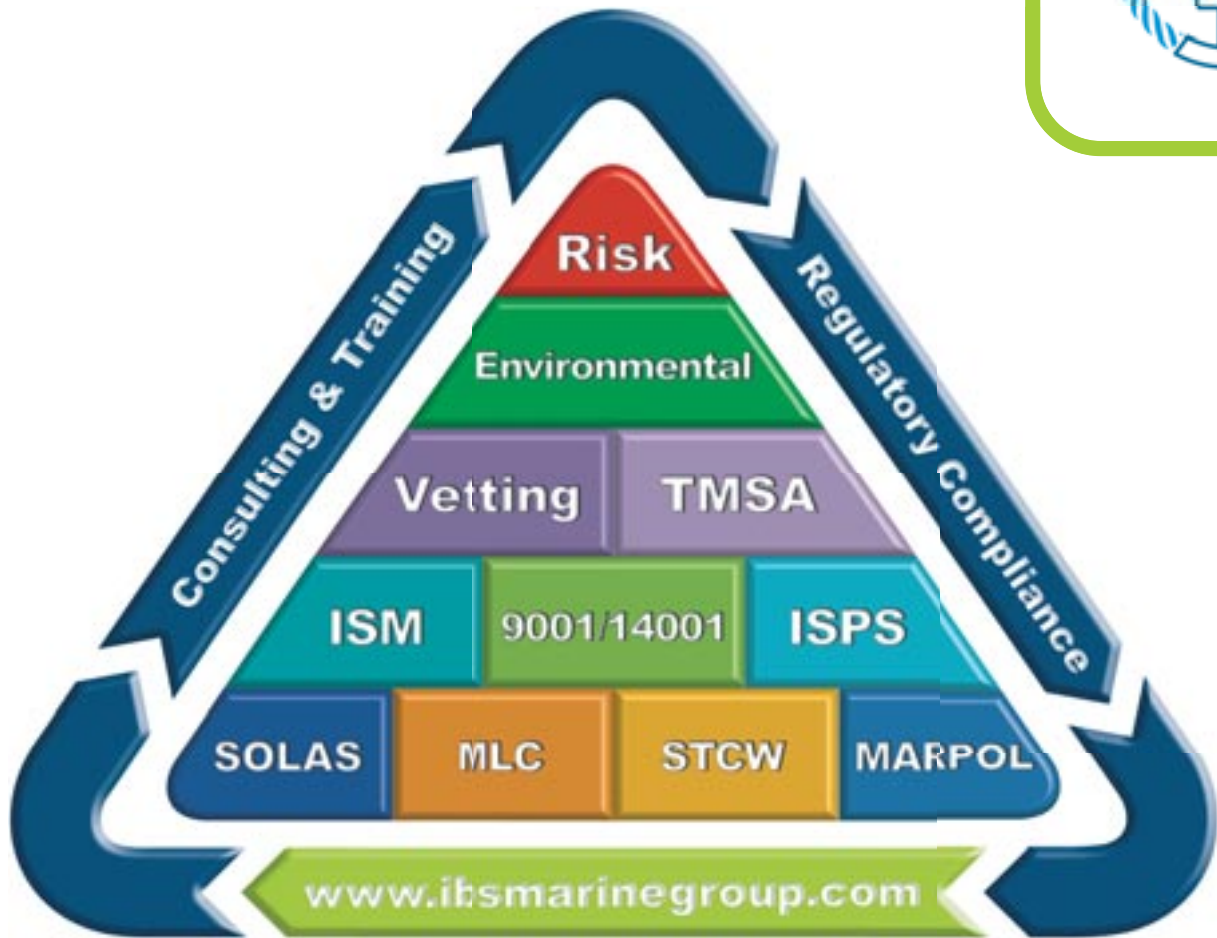 Risk
Environmental
Vetting TMSA
ISM 9001/14001 ISPS
SOLAS MLC STCW MARPOL
Consulting & Training
Regulatory Compliance
www.ibsmarinegroup.com